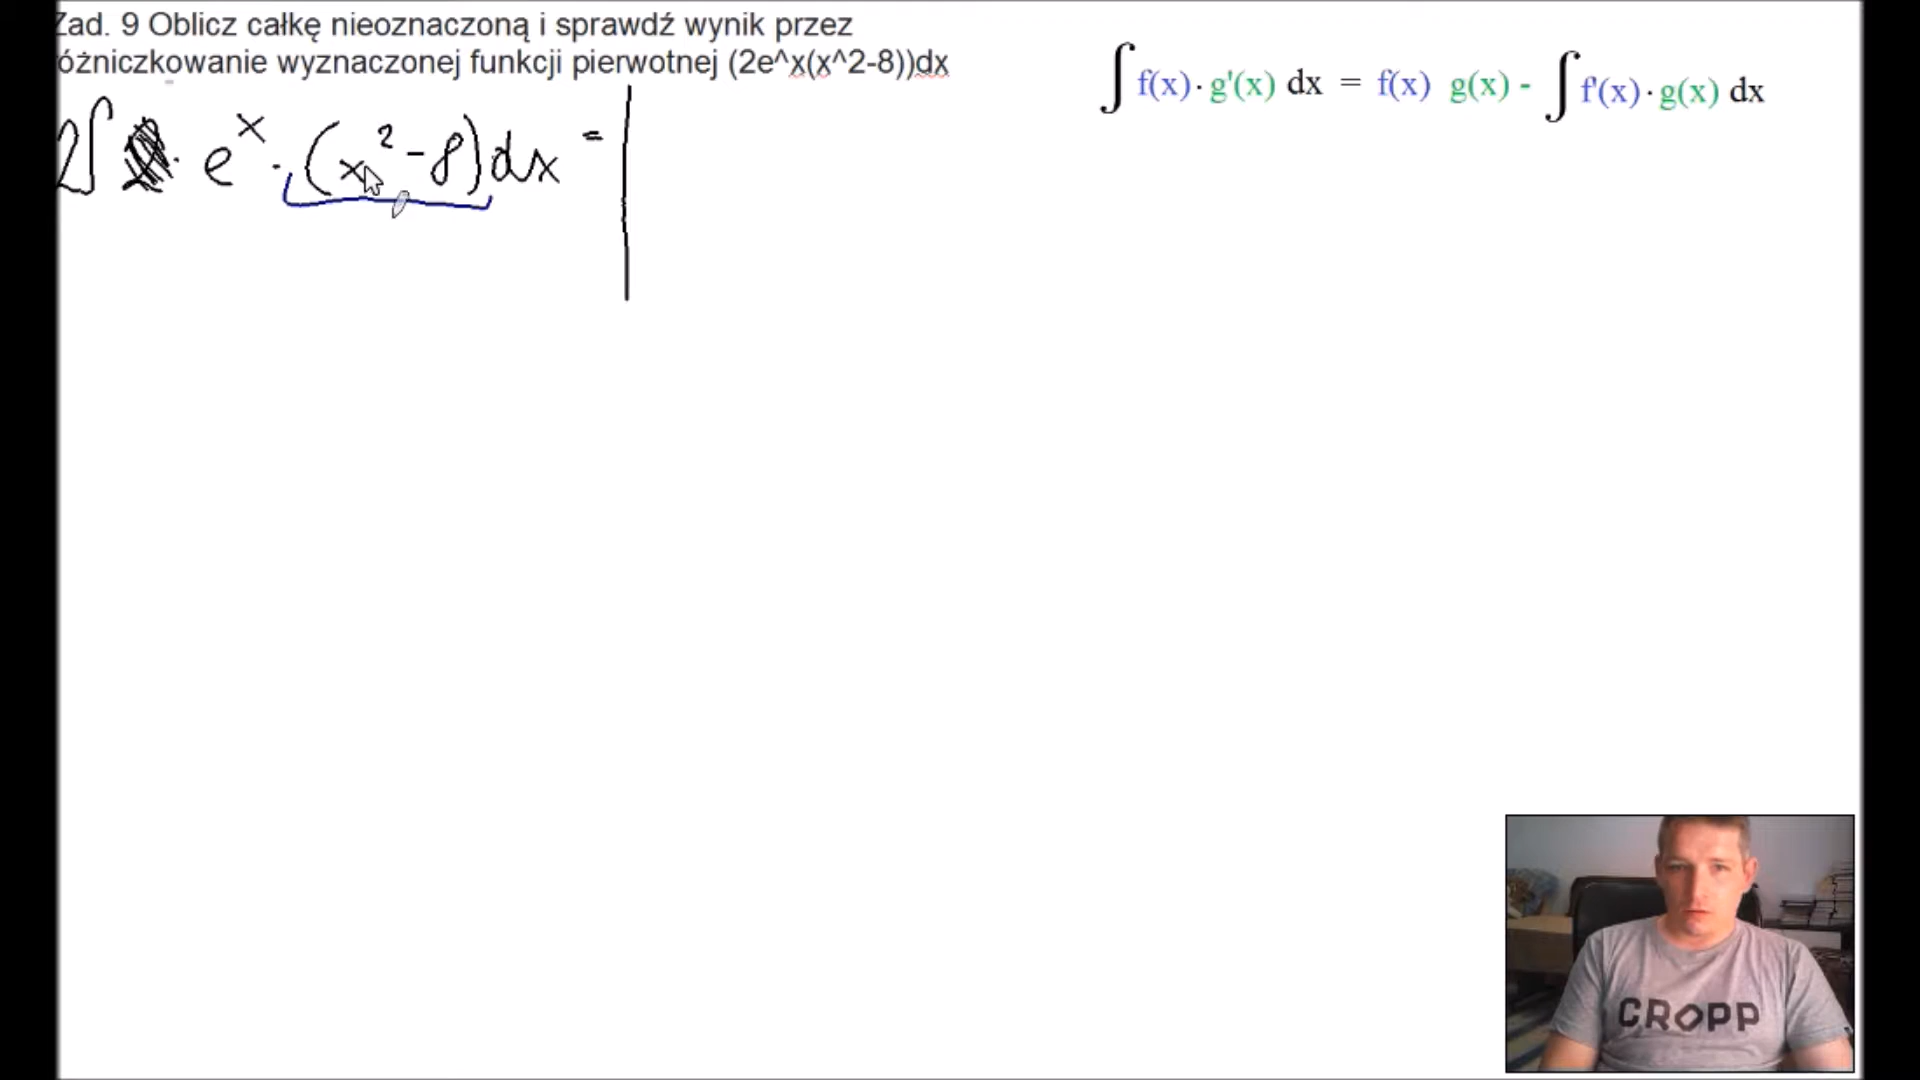 Zad. 9 Oblicz całkę nieoznaczoną i sprawdź wynik przez
óżniczkowanie wyznaczonej funkcji pierwotnej (2e^x(x^2-8))dx
∫ f(x)·g'(x) dx = f(x) g(x) - ∫ f'(x)·g(x) dx
2∫ · e^x · (x^2 - 8)dx =
CROPP